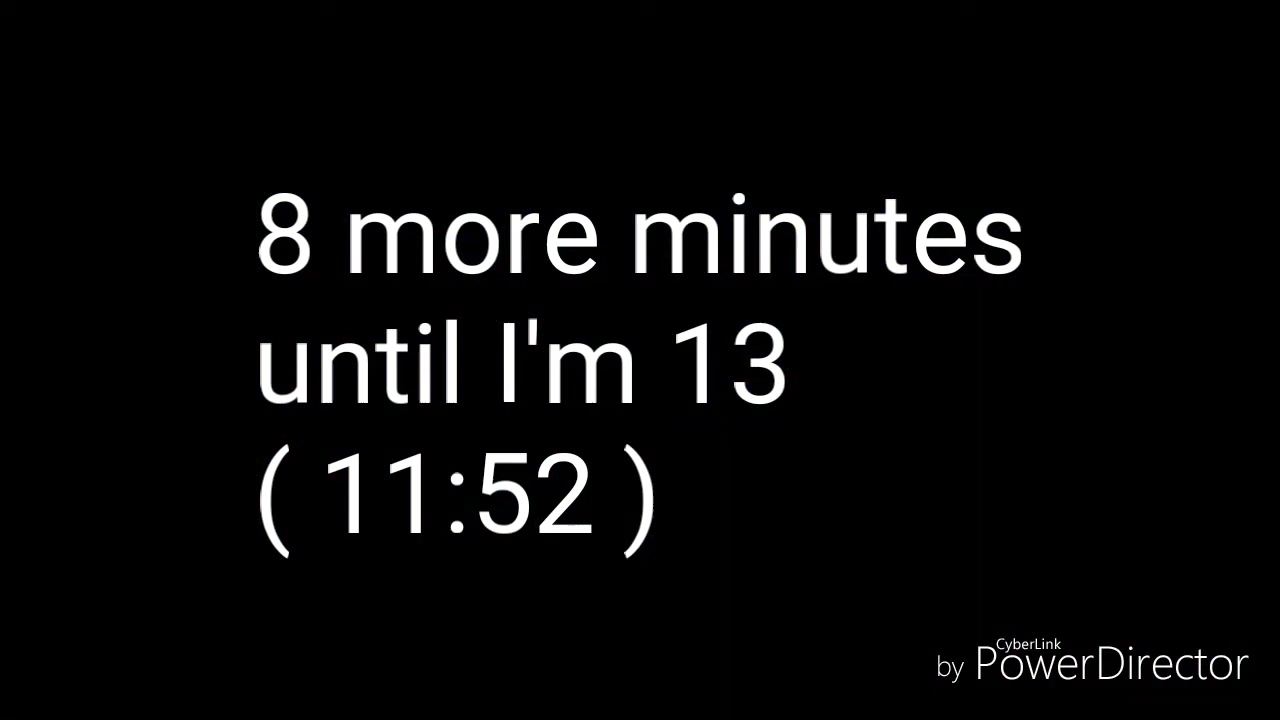 8 more minutes
until I'm 13
( 11:52 )
CyberLink
by PowerDirector